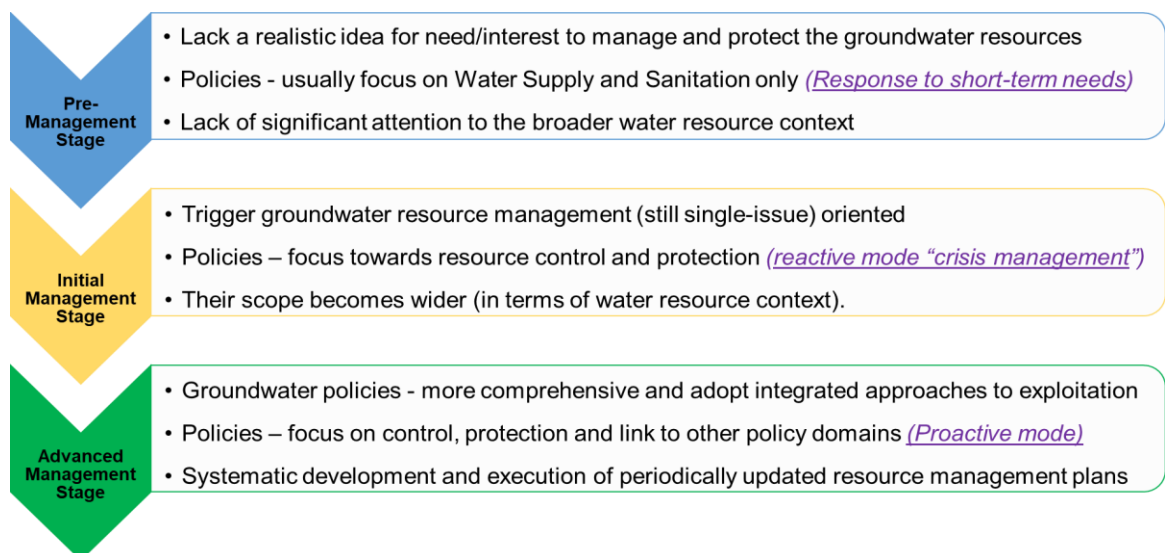 Pre-
Management
Stage
• Lack a realistic idea for need/interest to manage and protect the groundwater resources
• Policies - usually focus on Water Supply and Sanitation only (Response to short-term needs)
• Lack of significant attention to the broader water resource context
Initial
Management
Stage
• Trigger groundwater resource management (still single-issue) oriented
• Policies – focus towards resource control and protection (reactive mode “crisis management”)
• Their scope becomes wider (in terms of water resource context).
Advanced
Management
Stage
• Groundwater policies - more comprehensive and adopt integrated approaches to exploitation
• Policies – focus on control, protection and link to other policy domains (Proactive mode)
• Systematic development and execution of periodically updated resource management plans